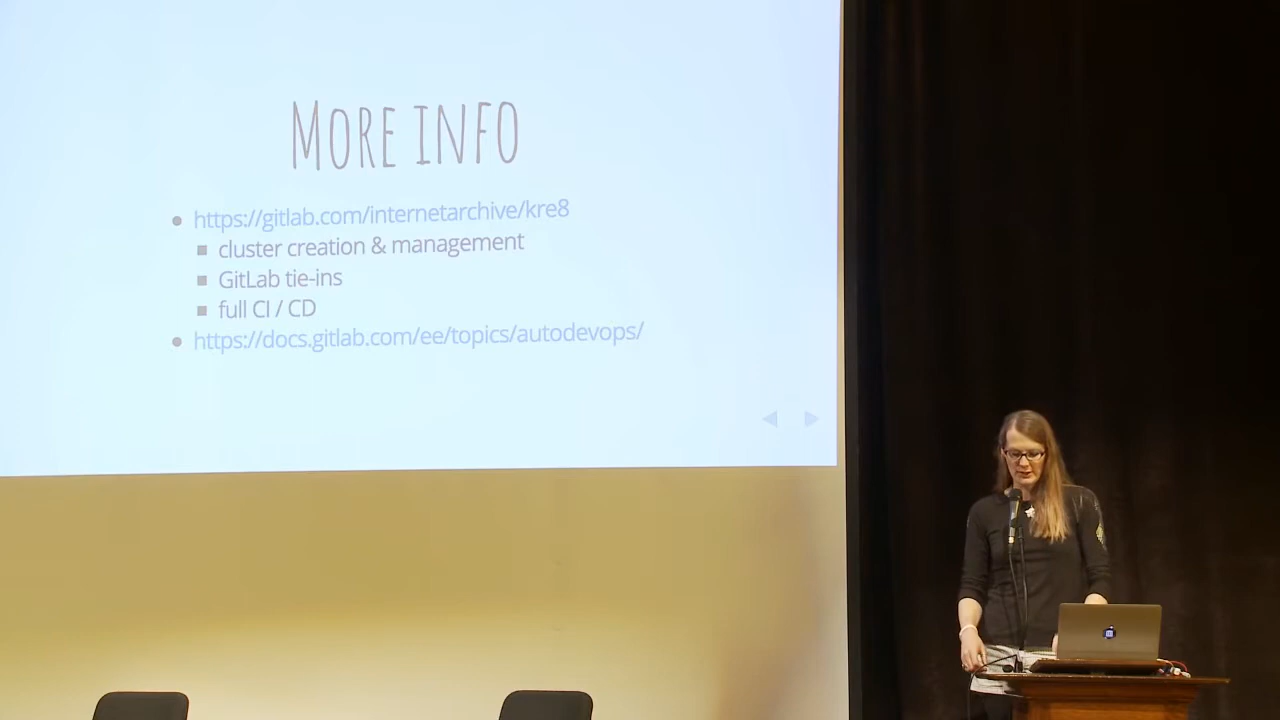 More info
https://gitlab.com/internetarchive/kre8
cluster creation & management
GitLab tie-ins
full CI / CD
https://docs.gitlab.com/ee/topics/autodevops/